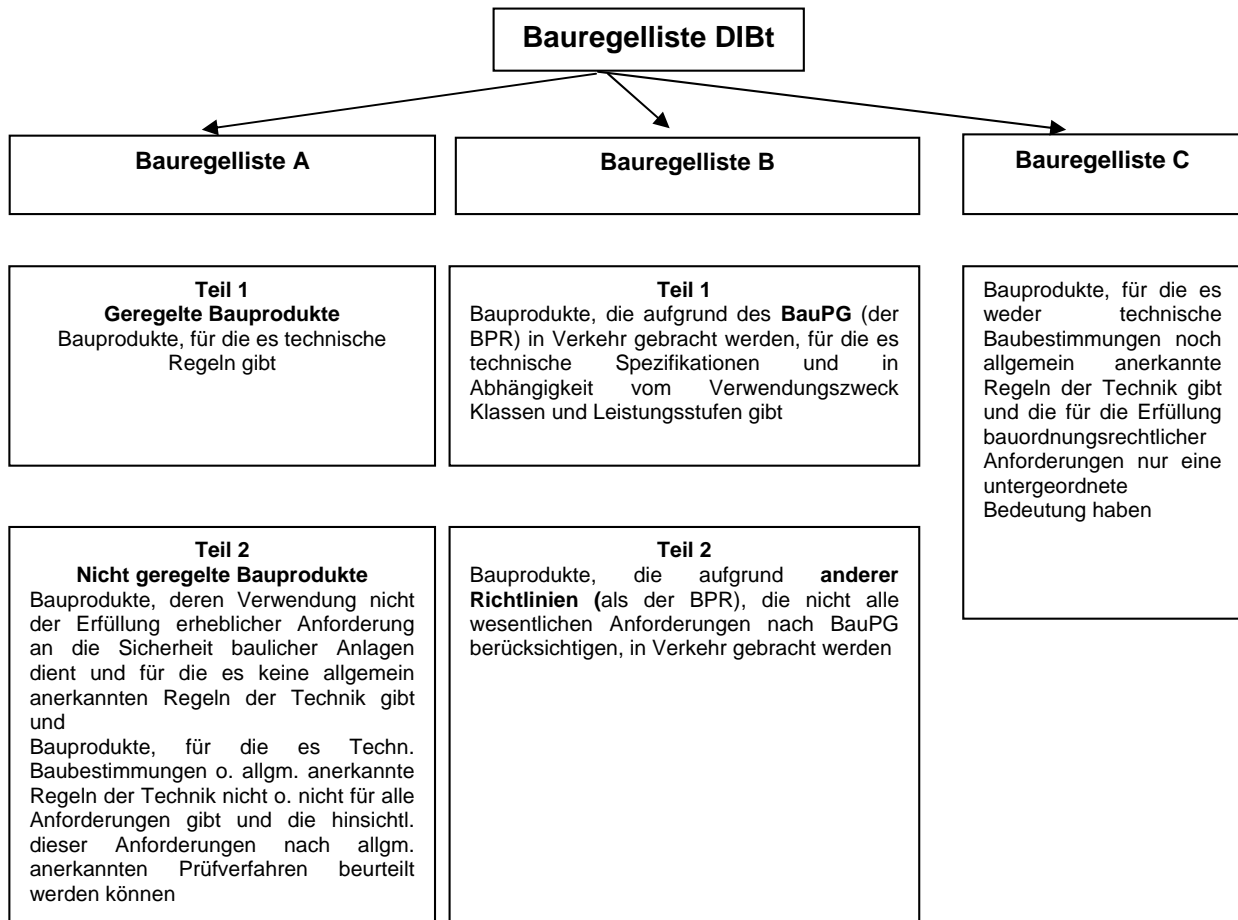 Bauregelliste DIBt
Bauregelliste A
Bauregelliste B
Bauregelliste C
Teil 1
Geregelte Bauprodukte
Bauprodukte, für die es technische
Regeln gibt
Teil 1
Bauprodukte, die aufgrund des BauPG (der
BPR) in Verkehr gebracht werden, für die es
technische Spezifikationen und in
Abhängigkeit vom Verwendungszweck
Klassen und Leistungsstufen gibt
Bauprodukte, für die es
weder technische
Baubestimmungen noch
allgemein anerkannte
Regeln der Technik gibt
und die für die Erfüllung
bauordnungsrechtlicher
Anforderungen nur eine
untergeordnete
Bedeutung haben
Teil 2
Nicht geregelte Bauprodukte
Bauprodukte, deren Verwendung nicht
der Erfüllung erheblicher Anforderung
an die Sicherheit baulicher Anlagen
dient und für die es keine allgemein
anerkannten Regeln der Technik gibt
und
Bauprodukte, für die es Techn.
Baubestimmungen o. allgm. anerkannte
Regeln der Technik nicht o. nicht für alle
Anforderungen gibt und die hinsichtl.
dieser Anforderungen nach allgm.
anerkannten Prüfverfahren beurteilt
werden können
Teil 2
Bauprodukte, die aufgrund anderer
Richtlinien (als der BPR), die nicht alle
wesentlichen Anforderungen nach BauPG
berücksichtigen, in Verkehr gebracht werden